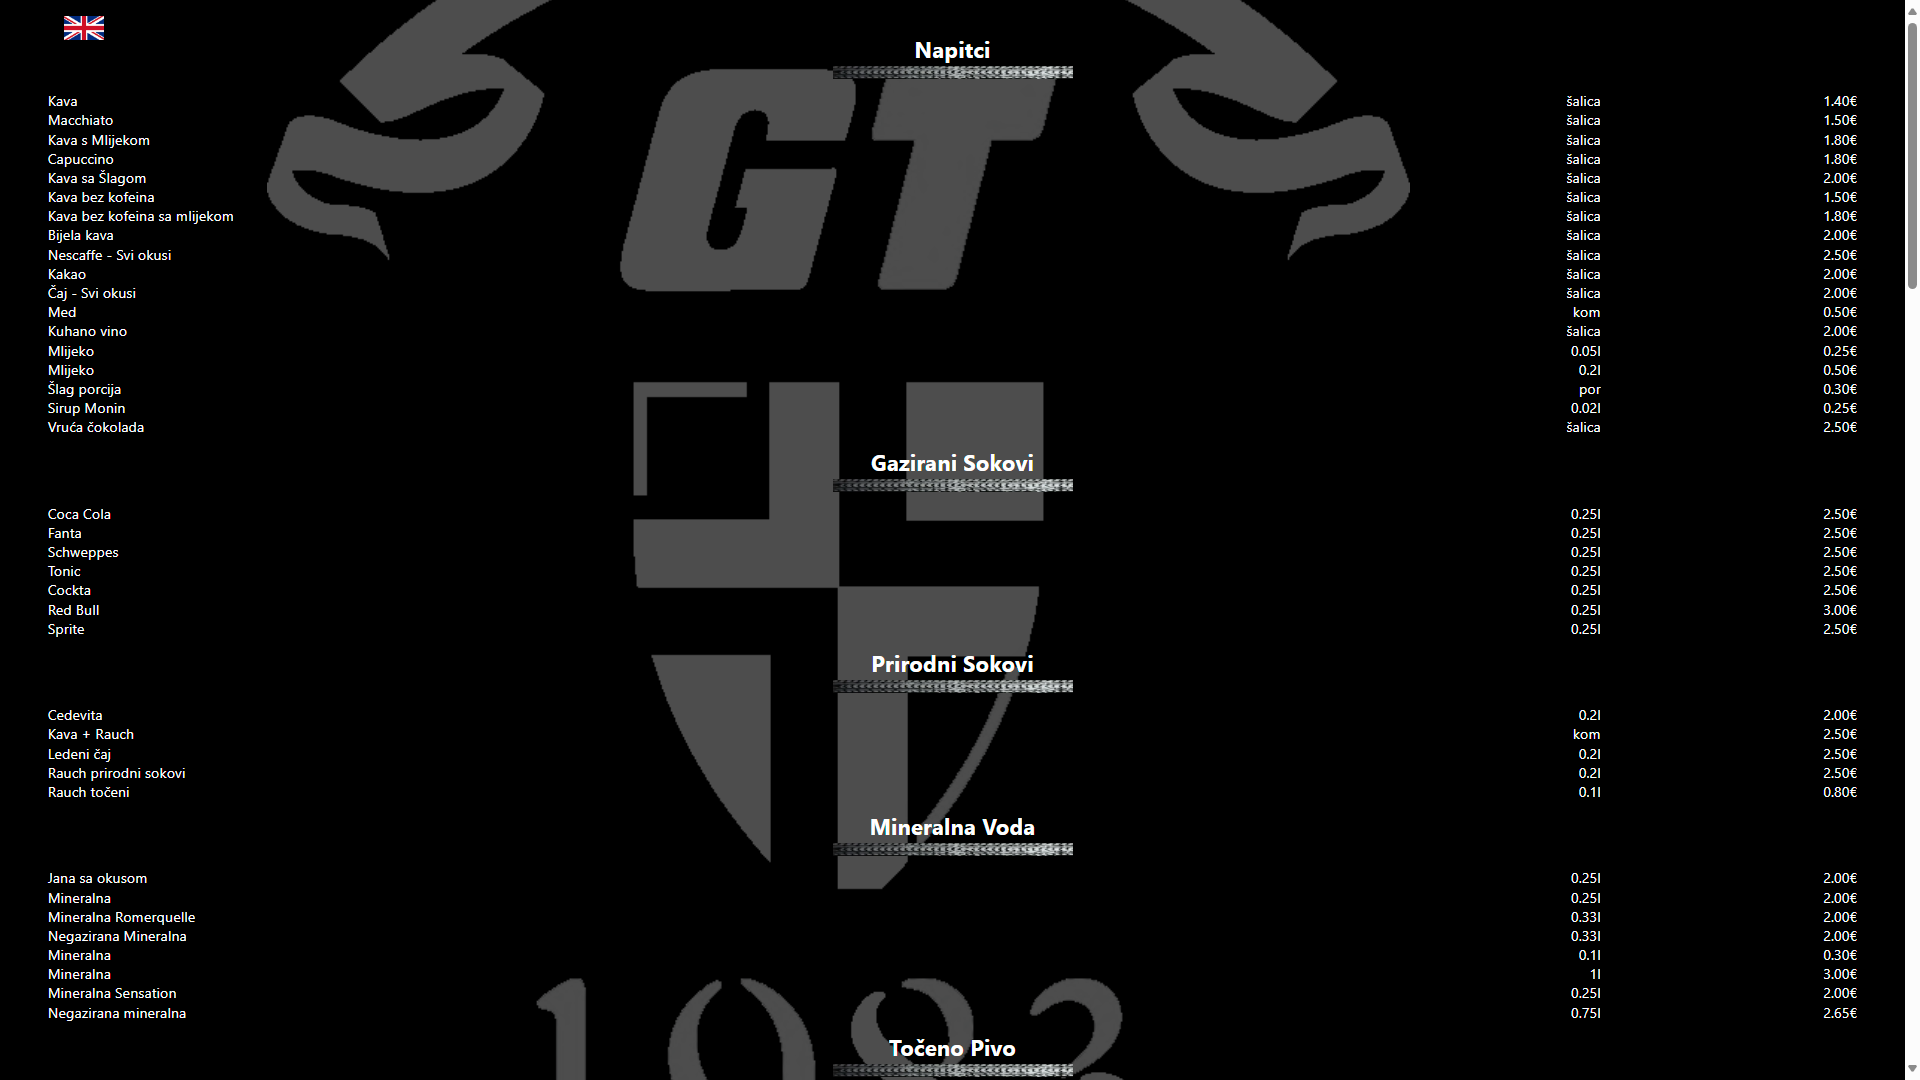 Napitci
GT
Kava šalica 1.40€
Macchiato šalica 1.50€
Kava s Mlijekom šalica 1.80€
Capuccino šalica 1.80€
Kava sa Šlagom šalica 2.00€
Kava bez kofeina šalica 1.50€
Kava bez kofeina sa mlijekom šalica 1.80€
Bijela kava šalica 2.00€
Nescaffe - Svi okusi šalica 2.50€
Kakao šalica 2.00€
Čaj - Svi okusi šalica 2.00€
Med kom 0.50€
Kuhano vino šalica 2.00€
Mlijeko 0.05l 0.25€
Mlijeko 0.2l 0.50€
Šlag porcija por 0.30€
Sirup Monin 0.02l 0.25€
Vruća čokolada šalica 2.50€
Gazirani Sokovi
Coca Cola 0.25l 2.50€
Fanta 0.25l 2.50€
Schweppes 0.25l 2.50€
Tonic 0.25l 2.50€
Cockta 0.25l 2.50€
Red Bull 0.25l 3.00€
Sprite 0.25l 2.50€
Prirodni Sokovi
Cedevita 0.2l 2.00€
Kava + Rauch kom 2.50€
Ledeni čaj 0.2l 2.50€
Rauch prirodni sokovi 0.2l 2.50€
Rauch točeni 0.1l 0.80€
Mineralna Voda
Jana sa okusom 0.25l 2.00€
Mineralna 0.25l 2.00€
Mineralna Romerquelle 0.33l 2.00€
Negazirana Mineralna 0.33l 2.00€
Mineralna 0.1l 0.30€
Mineralna 1l 3.00€
Mineralna Sensation 0.25l 2.00€
Negazirana mineralna 0.75l 2.65€
Točeno Pivo